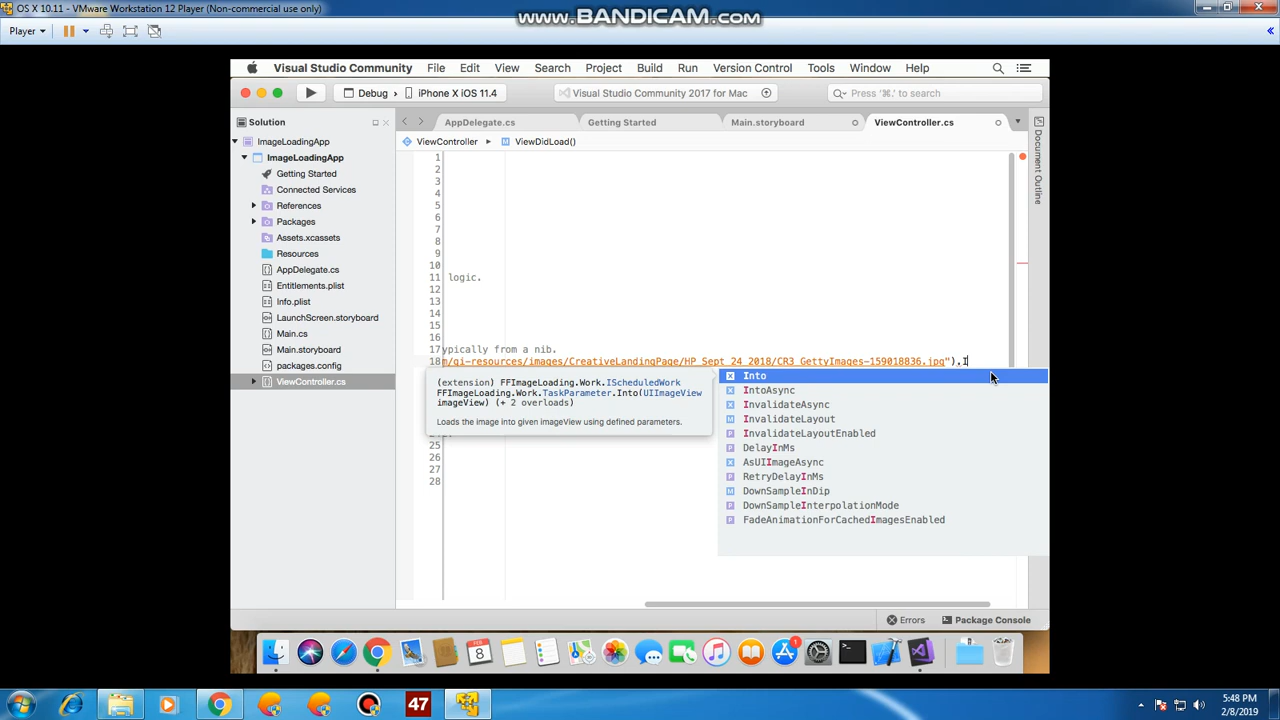 OS X 10.11 - VMware Workstation 12 Player (Non-commercial use only)
www.BANDICAM.com
Player
Visual Studio Community File Edit View Search Project Build Run Version Control Tools Window Help
Debug iPhone X iOS 11.4 Visual Studio Community 2017 for Mac Press '⌘.' to search
Solution
AppDelegate.cs Getting Started Main.storyboard ViewController.cs
ImageLoadingApp
ViewController ViewDidLoad()
ImageLoadingApp
Getting Started
Connected Services
References
Packages
Assets.xcassets
Resources
AppDelegate.cs
Entitlements.plist
Info.plist
LaunchScreen.storyboard
Main.cs
Main.storyboard
packages.config
ViewController.cs
Document Outline
1
2
3
4
5
6
7
8
9
10
11 logic.
12
13
14
15
16
17 ypically from a nib.
18 m/gi-resources/images/CreativeLandingPage/HP_Sept_24_2018/CR3_GettyImages-159018836.jpg").I
(extension) FFImageLoading.Work.IScheduledWork
FFImageLoading.Work.TaskParameter.Into(UIImageView
imageView) (+ 2 overloads)
Loads the image into given imageView using defined parameters.
Into
IntoAsync
InvalidateAsync
InvalidateLayout
InvalidateLayoutEnabled
DelayInMs
AsUIImageAsync
RetryDelayInMs
DownSampleInDip
DownSampleInterpolationMode
FadeAnimationForCachedImagesEnabled
25
26
27
28
Errors Package Console
FEB
8
1
47
5:48 PM
2/8/2019